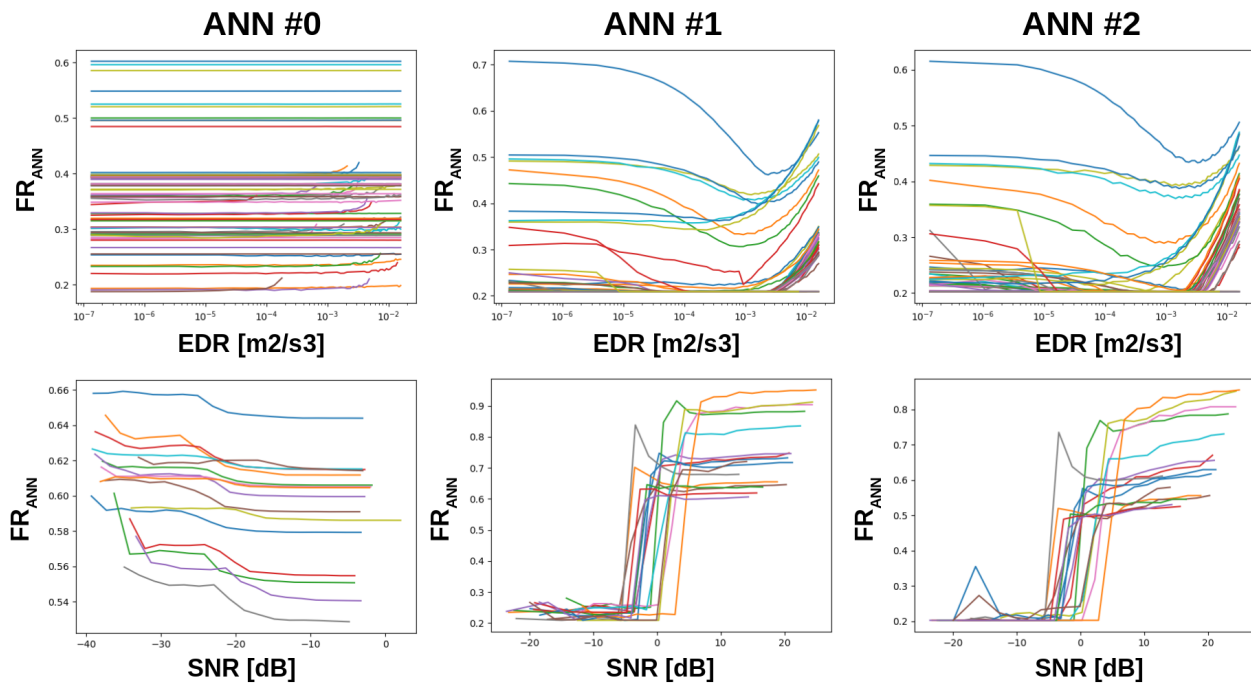 ANN #0 ANN #1 ANN #2
FR_ANN FR_ANN FR_ANN
0.6 0.5 0.4 0.3 0.2
0.7 0.6 0.5 0.4 0.3 0.2
0.6 0.5 0.4 0.3 0.2
10⁻⁷ 10⁻⁶ 10⁻⁵ 10⁻⁴ 10⁻³ 10⁻²
10⁻⁷ 10⁻⁶ 10⁻⁵ 10⁻⁴ 10⁻³ 10⁻²
10⁻⁷ 10⁻⁶ 10⁻⁵ 10⁻⁴ 10⁻³ 10⁻²
EDR [m2/s3] EDR [m2/s3] EDR [m2/s3]
FR_ANN FR_ANN FR_ANN
0.66 0.64 0.62 0.60 0.58 0.56 0.54
0.9 0.8 0.7 0.6 0.5 0.4 0.3 0.2
0.8 0.7 0.6 0.5 0.4 0.3 0.2
−40 −30 −20 −10 0
−20 −10 0 10 20
−20 −10 0 10 20
SNR [dB] SNR [dB] SNR [dB]